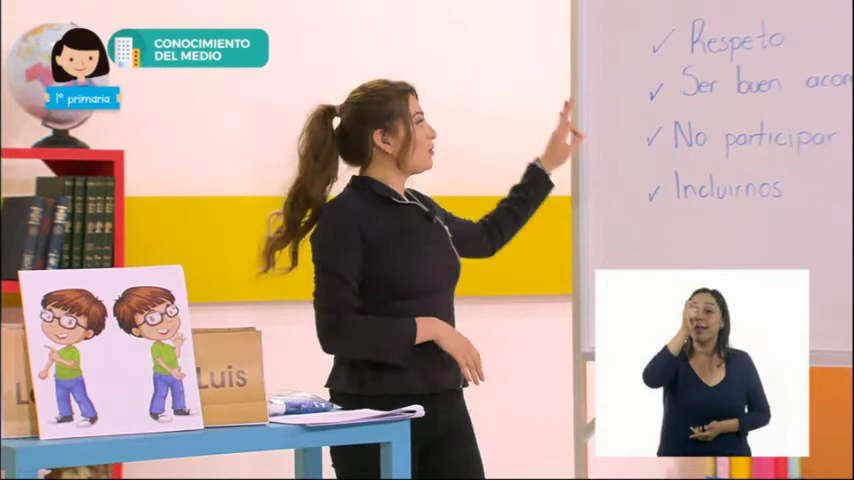 CONOCIMIENTO
DEL MEDIO
1° primaria
✓ Respeto
✓ Ser buen
✓ No participar
✓ Incluirnos
Luis